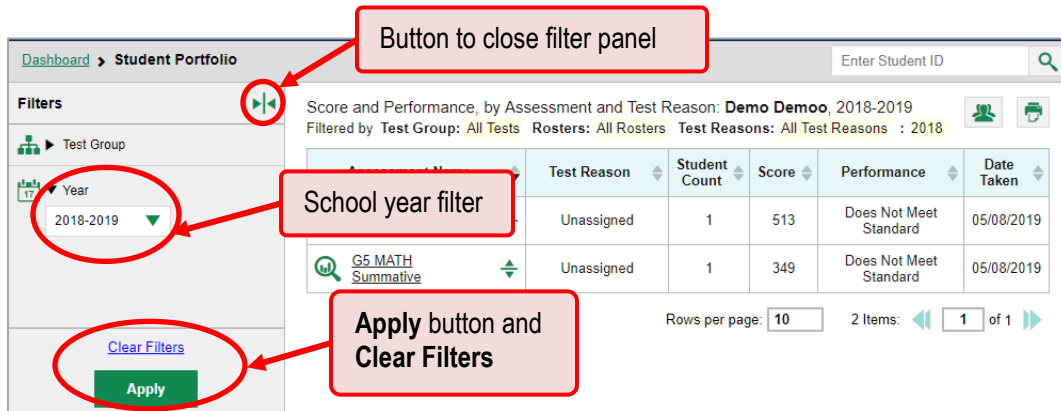 Button to close filter panel
Dashboard > Student Portfolio
Enter Student ID
Filters
Score and Performance, by Assessment and Test Reason: Demo Demoo, 2018-2019
Filtered by Test Group: All Tests Rosters: All Rosters Test Reasons: All Test Reasons : 2018
Test Group
17
Year
2018-2019
School year filter
Assessment Name
Test Reason
Student Count
Score
Performance
Date Taken
Unassigned
1
513
Does Not Meet Standard
05/08/2019
G5 MATH Summative
Unassigned
1
349
Does Not Meet Standard
05/08/2019
Rows per page: 10
2 Items:
1 of 1
Apply button and
Clear Filters
Clear Filters
Apply